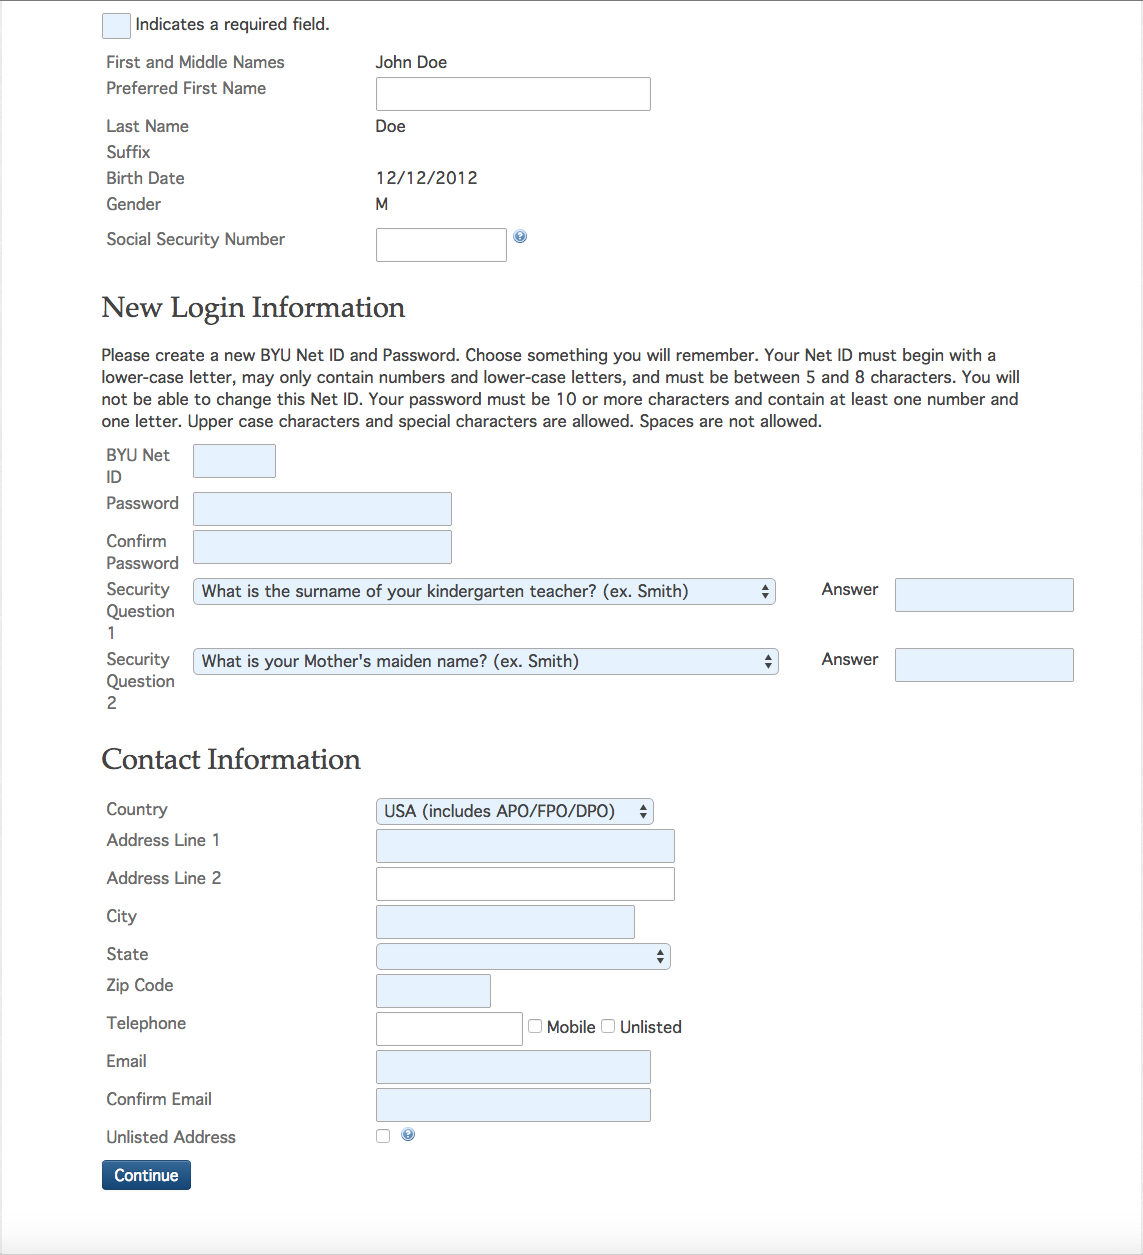 Indicates a required field.
First and Middle Names John Doe
Preferred First Name
Last Name Doe
Suffix
Birth Date 12/12/2012
Gender M
Social Security Number
New Login Information
Please create a new BYU Net ID and Password. Choose something you will remember. Your Net ID must begin with a
lower-case letter, may only contain numbers and lower-case letters, and must be between 5 and 8 characters. You will
not be able to change this Net ID. Your password must be 10 or more characters and contain at least one number and
one letter. Upper case characters and special characters are allowed. Spaces are not allowed.
BYU Net
ID
Password
Confirm
Password
Security What is the surname of your kindergarten teacher? (ex. Smith) Answer
Question
1
Security What is your Mother's maiden name? (ex. Smith) Answer
Question
2
Contact Information
Country USA (includes APO/FPO/DPO)
Address Line 1
Address Line 2
City
State
Zip Code
Telephone Mobile Unlisted
Email
Confirm Email
Unlisted Address
Continue